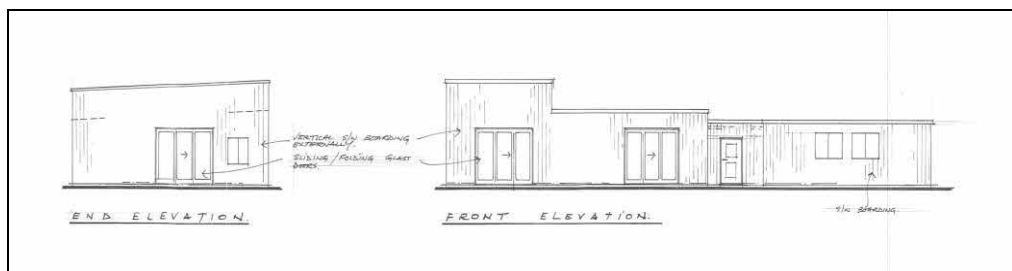 VERTICAL S/W BOARDING
EXTERNALLY.
SLIDING/FOLDING GLASS
DOORS.
S/W BOARDING.
END ELEVATION.
FRONT ELEVATION.